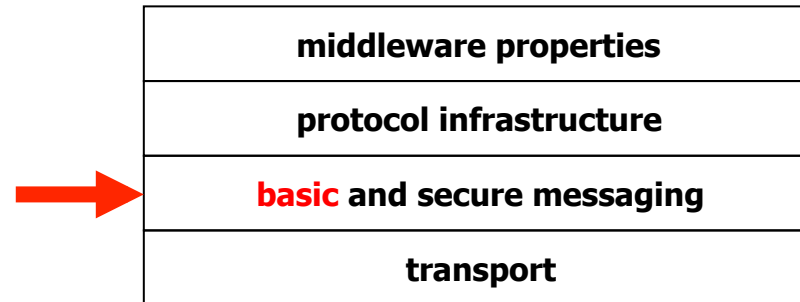 middleware properties
protocol infrastructure
basic and secure messaging
transport